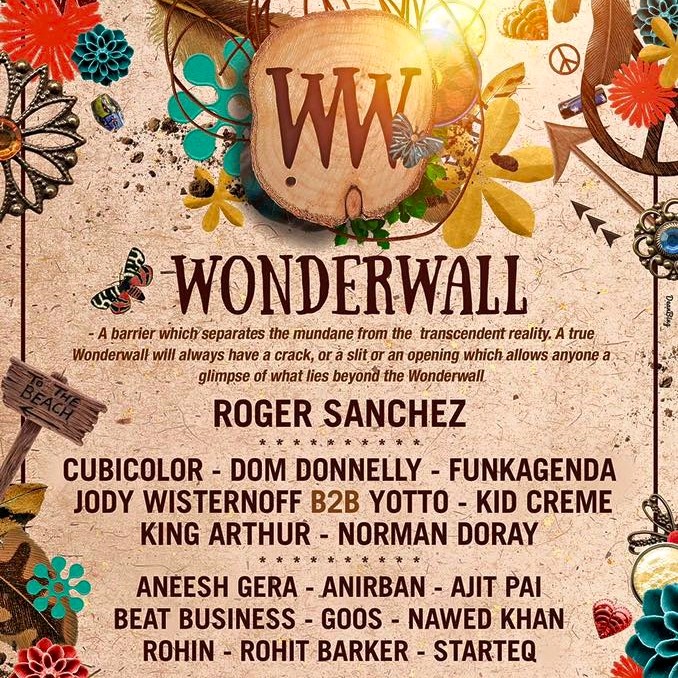 WW
WONDERWALL
- A barrier which separates the mundane from the transcendent reality. A true
Wonderwall will always have a crack, or a slit or an opening which allows anyone a
glimpse of what lies beyond the Wonderwall
TO THE
BEACH
ROGER SANCHEZ
* * * * * * * * * *
CUBICOLOR - DOM DONNELLY - FUNKAGENDA
JODY WISTERNOFF B2B YOTTO - KID CREME
KING ARTHUR - NORMAN DORAY
* * * * * * * * * *
ANEESH GERA - ANIRBAN - AJIT PAI
BEAT BUSINESS - GOOS - NAWED KHAN
ROHIN - ROHIT BARKER - STARTEQ